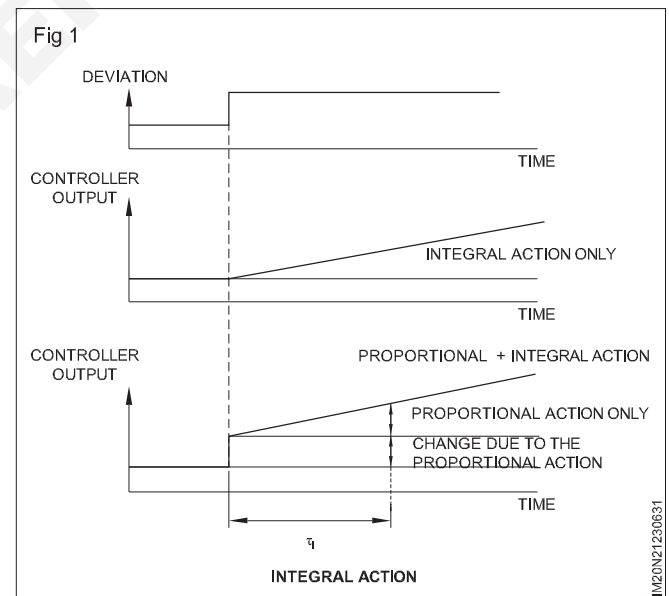 Fig 1
DEVIATION
TIME
CONTROLLER
OUTPUT
INTEGRAL ACTION ONLY
TIME
CONTROLLER
OUTPUT
PROPORTIONAL + INTEGRAL ACTION
PROPORTIONAL ACTION ONLY
CHANGE DUE TO THE
PROPORTIONAL ACTION
TIME
τI
INTEGRAL ACTION
IM20N21230631